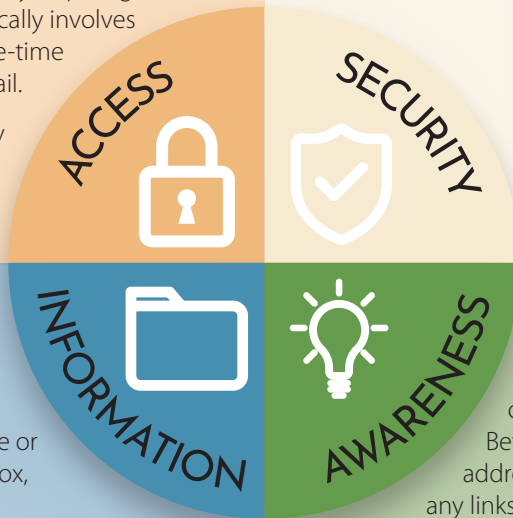 cally involves
e-time
ail.
ACCESS
SECURITY
INFORMATION
AWARENESS
e or
ox,
Be
addre
any links